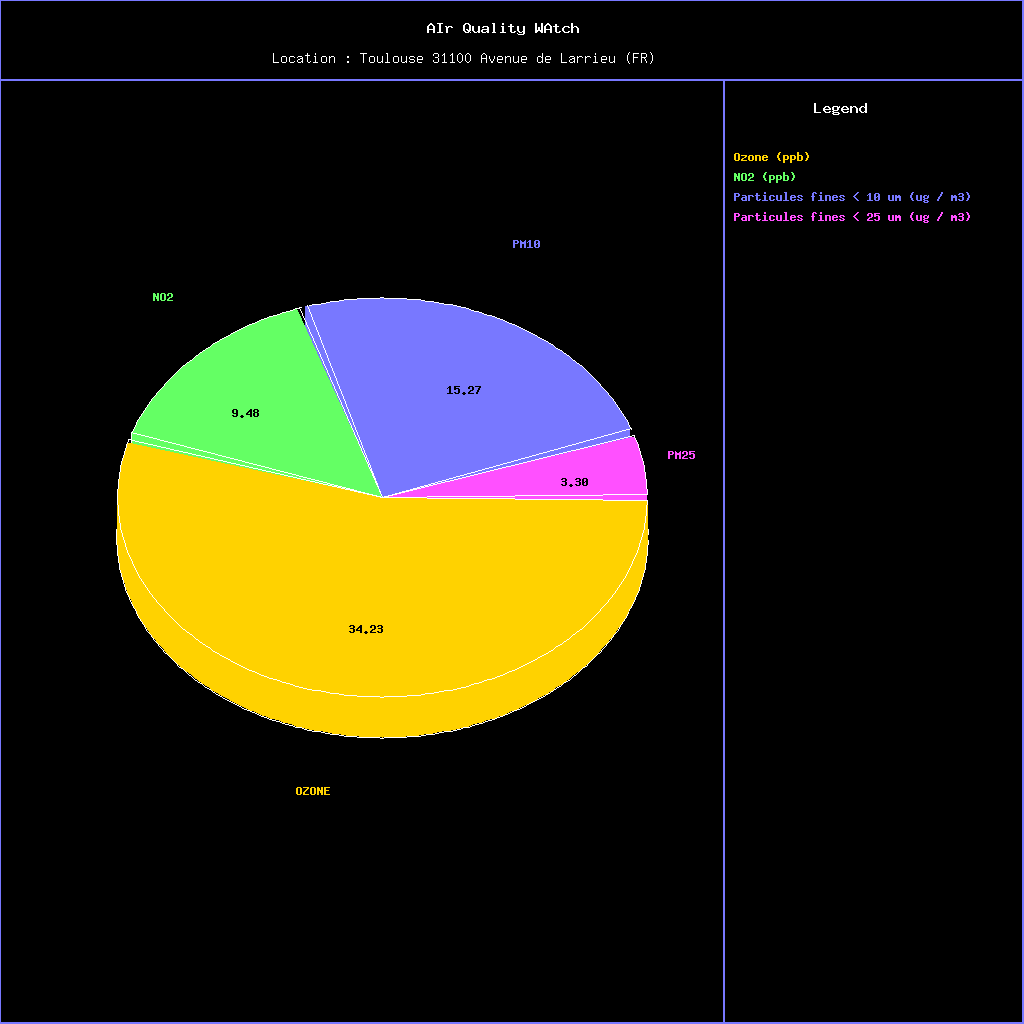 AIr Quality WAtch
Location : Toulouse 31100 Avenue de Larrieu (FR)
Legend
Ozone (ppb)
NO2 (ppb)
Particules fines < 10 um (ug / m3)
Particules fines < 25 um (ug / m3)
PM10
NO2
15.27
9.48
PM25
3.30
34.23
OZONE